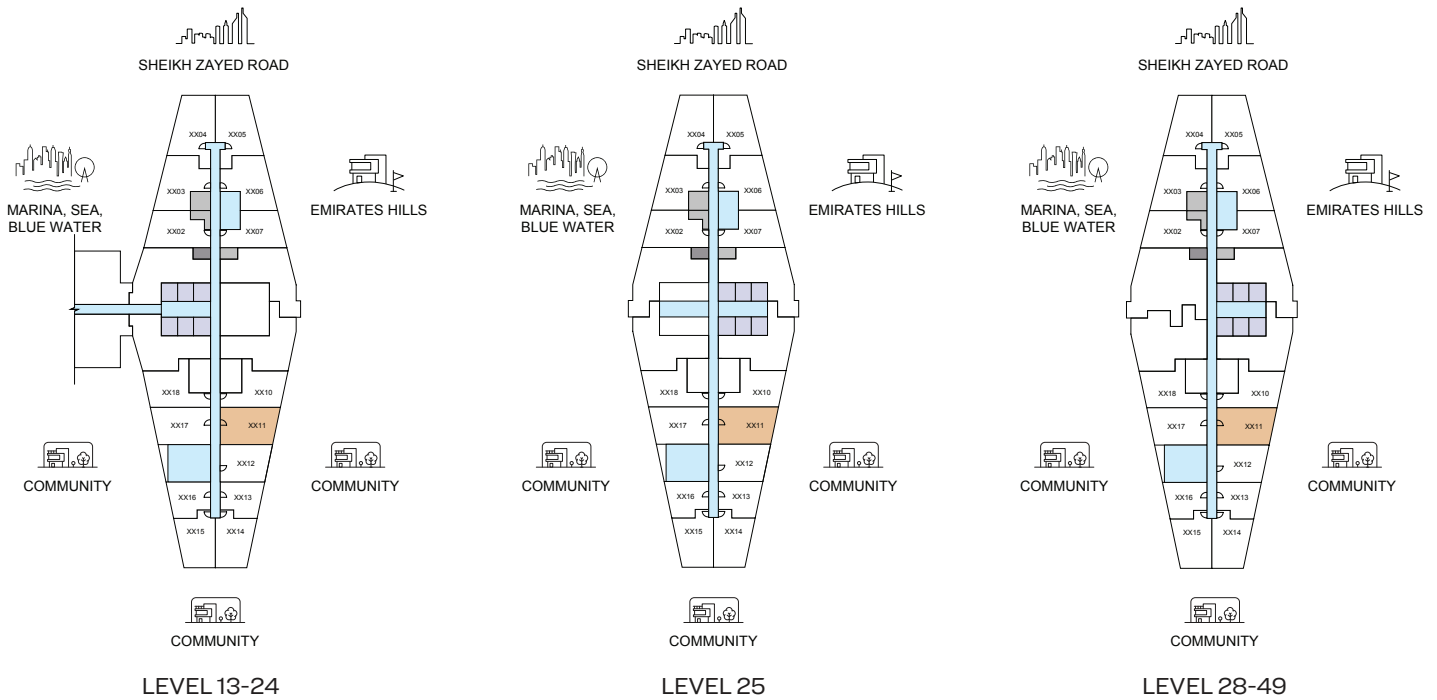 SHEIKH ZAYED ROAD
MARINA, SEA,
BLUE WATER
EMIRATES HILLS
XX04
XX05
XX03
XX06
XX02
XX07
XX18
XX10
XX17
XX11
XX12
XX16
XX13
XX15
XX14
COMMUNITY
COMMUNITY
COMMUNITY
LEVEL 13-24
SHEIKH ZAYED ROAD
MARINA, SEA,
BLUE WATER
EMIRATES HILLS
XX04
XX05
XX03
XX06
XX02
XX07
XX18
XX10
XX17
XX11
XX12
XX16
XX13
XX15
XX14
COMMUNITY
COMMUNITY
COMMUNITY
LEVEL 25
SHEIKH ZAYED ROAD
MARINA, SEA,
BLUE WATER
EMIRATES HILLS
XX04
XX05
XX03
XX06
XX02
XX07
XX18
XX10
XX17
XX11
XX12
XX16
XX13
XX15
XX14
COMMUNITY
COMMUNITY
COMMUNITY
LEVEL 28-49